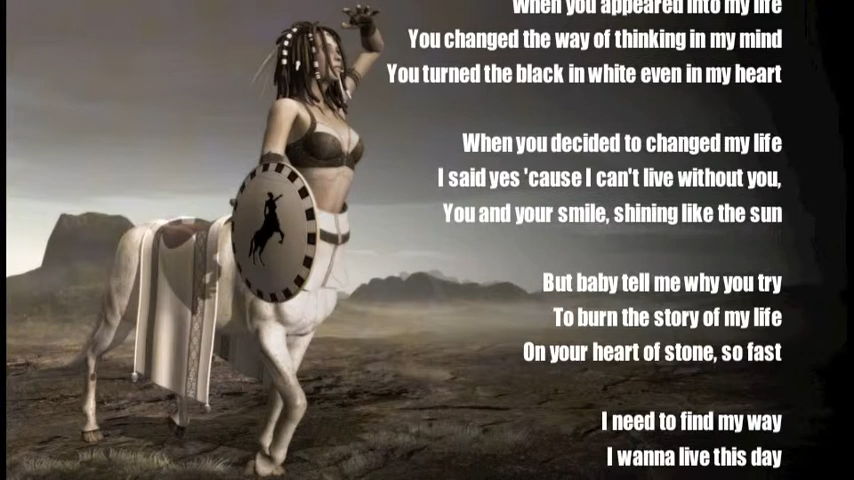 When you appeared into my life
You changed the way of thinking in my mind
You turned the black in white even in my heart
When you decided to changed my life
I said yes 'cause I can't live without you,
You and your smile, shining like the sun
But baby tell me why you try
To burn the story of my life
On your heart of stone, so fast
I need to find my way
I wanna live this day